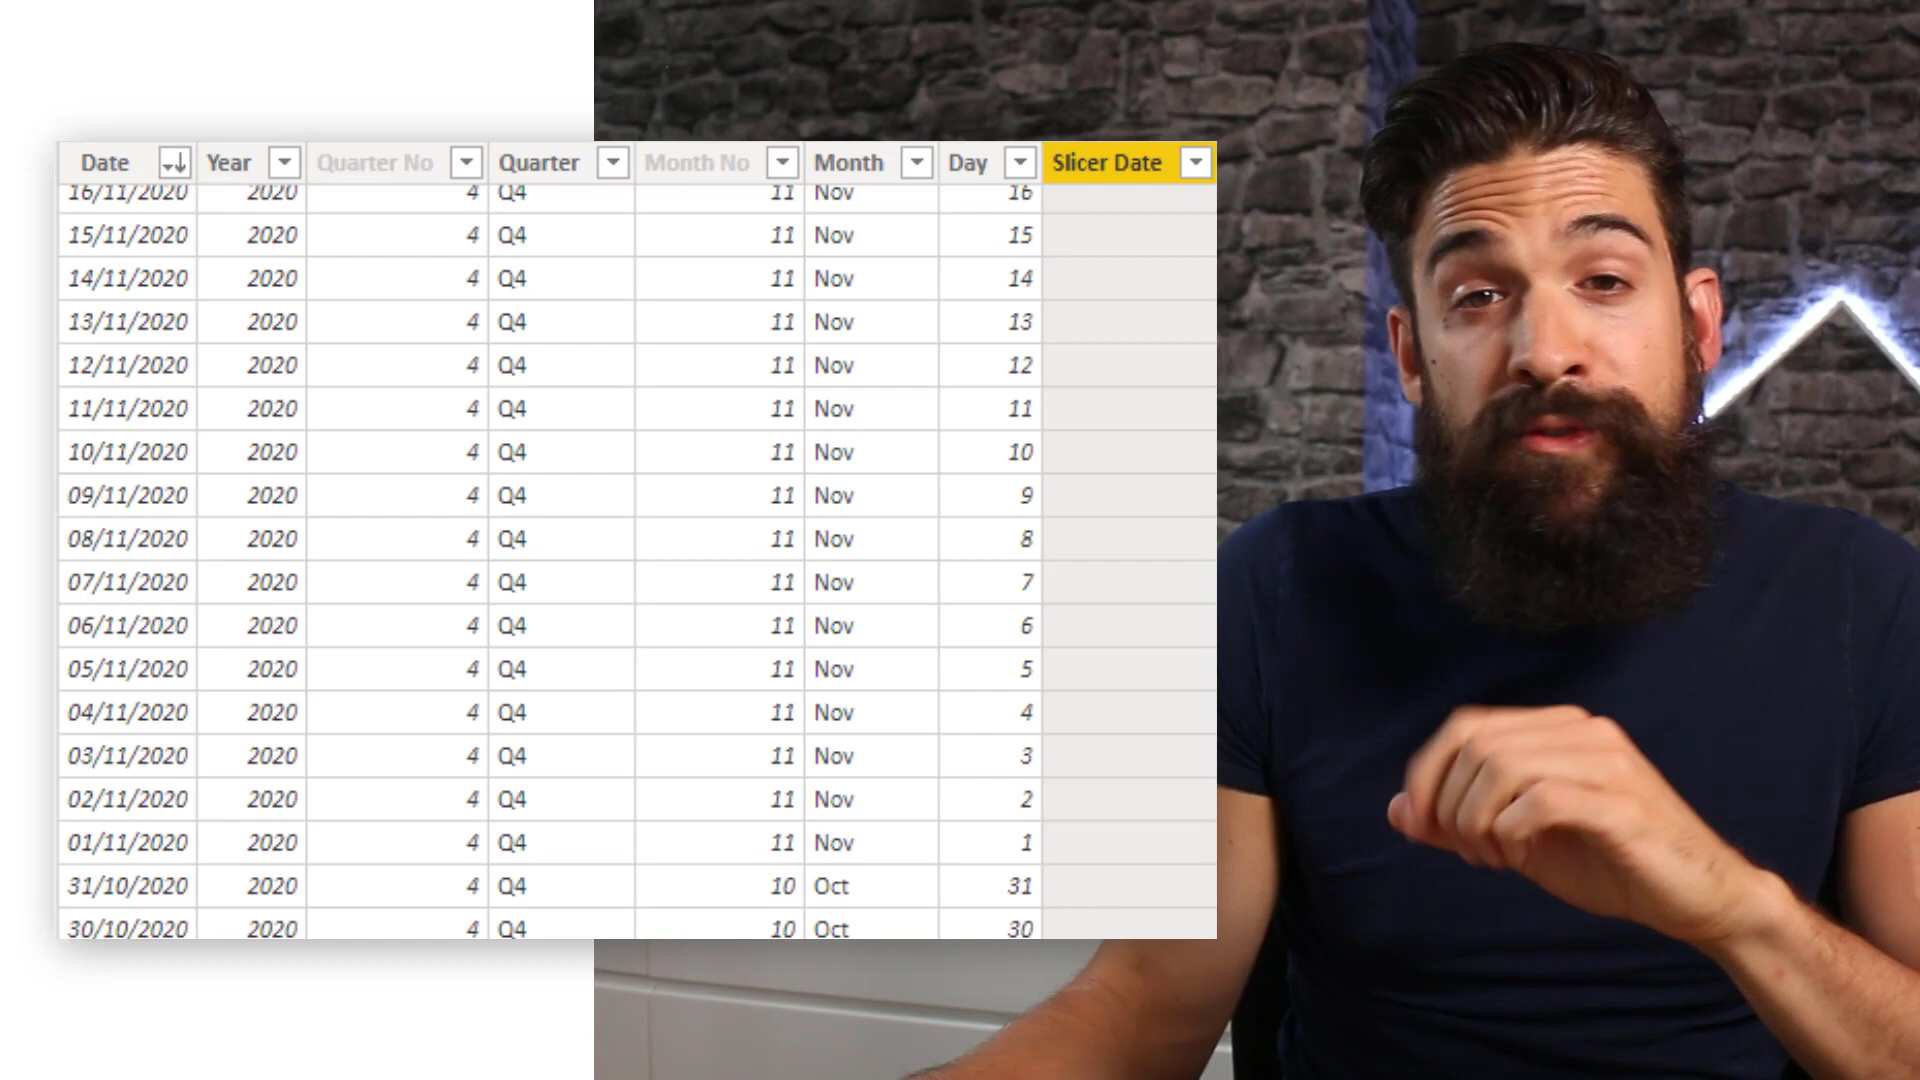 Date Year Quarter No Quarter Month No Month Day Slicer Date
16/11/2020 2020 4 Q4 11 Nov 16
15/11/2020 2020 4 Q4 11 Nov 15
14/11/2020 2020 4 Q4 11 Nov 14
13/11/2020 2020 4 Q4 11 Nov 13
12/11/2020 2020 4 Q4 11 Nov 12
11/11/2020 2020 4 Q4 11 Nov 11
10/11/2020 2020 4 Q4 11 Nov 10
09/11/2020 2020 4 Q4 11 Nov 9
08/11/2020 2020 4 Q4 11 Nov 8
07/11/2020 2020 4 Q4 11 Nov 7
06/11/2020 2020 4 Q4 11 Nov 6
05/11/2020 2020 4 Q4 11 Nov 5
04/11/2020 2020 4 Q4 11 Nov 4
03/11/2020 2020 4 Q4 11 Nov 3
02/11/2020 2020 4 Q4 11 Nov 2
01/11/2020 2020 4 Q4 11 Nov 1
31/10/2020 2020 4 Q4 10 Oct 31
30/10/2020 2020 4 Q4 10 Oct 30